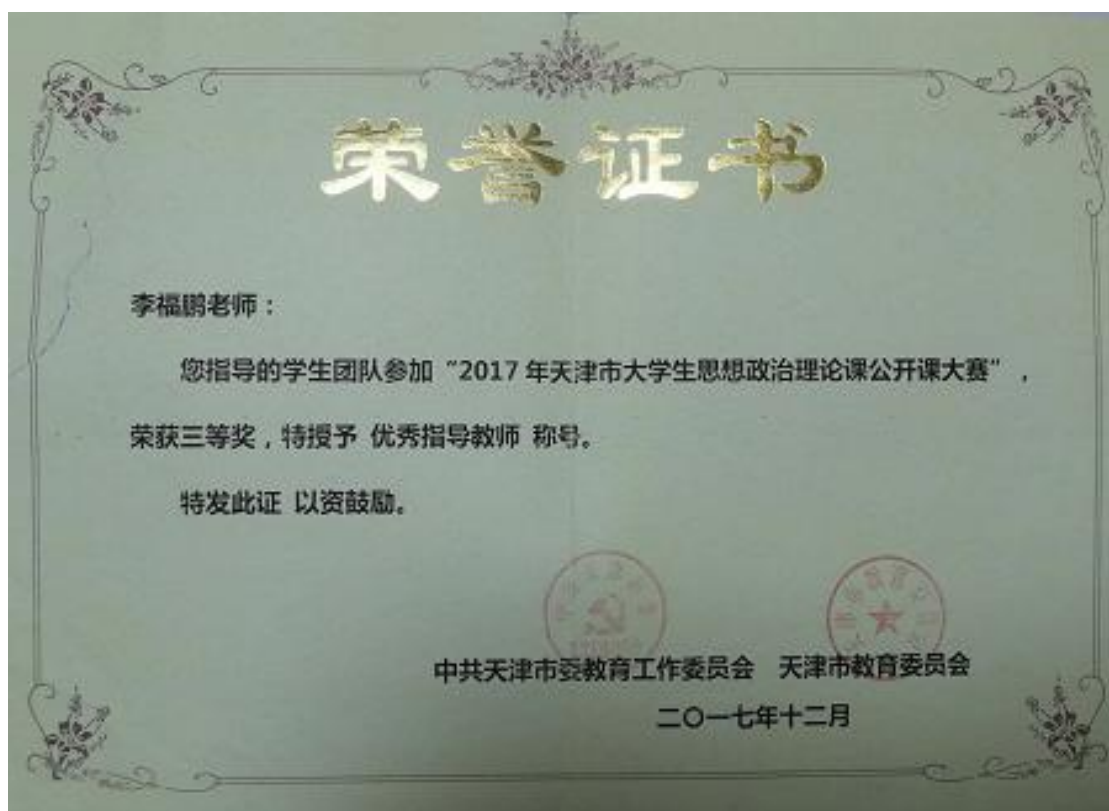 荣誉证书
李福鹏老师：
您指导的学生团队参加“2017年天津市大学生思想政治理论课公开课大赛”，
荣获三等奖，特授予 优秀指导教师 称号。
特发此证 以资鼓励。
中共天津市委教育工作委员会 天津市教育委员会
二〇一七年十二月